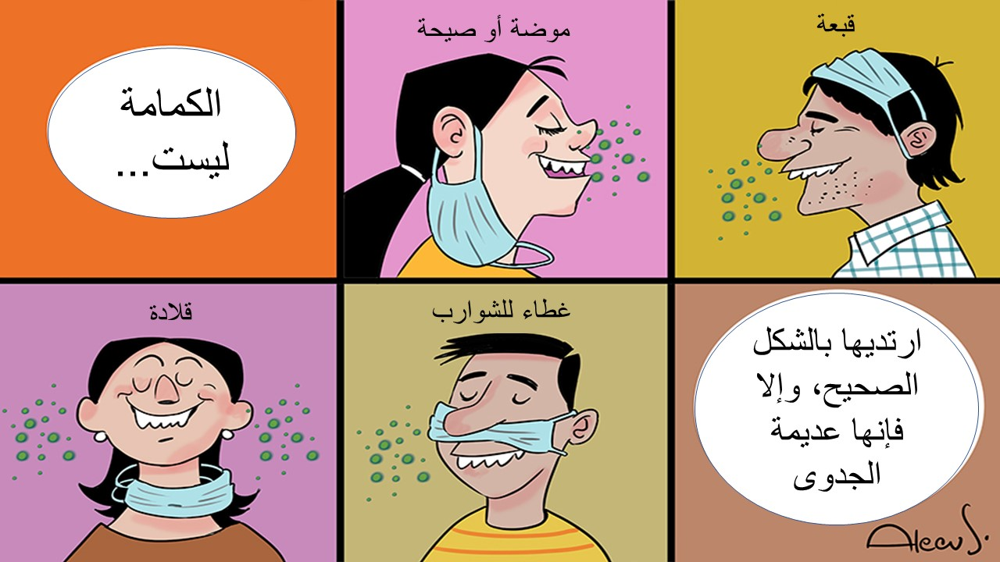 الكمامة
ليست...
موضة أو صيحة
قبعة
قلادة
غطاء للشوارب
ارتديها بالشكل
الصحيح، وإلا
فإنها عديمة
الجدوى